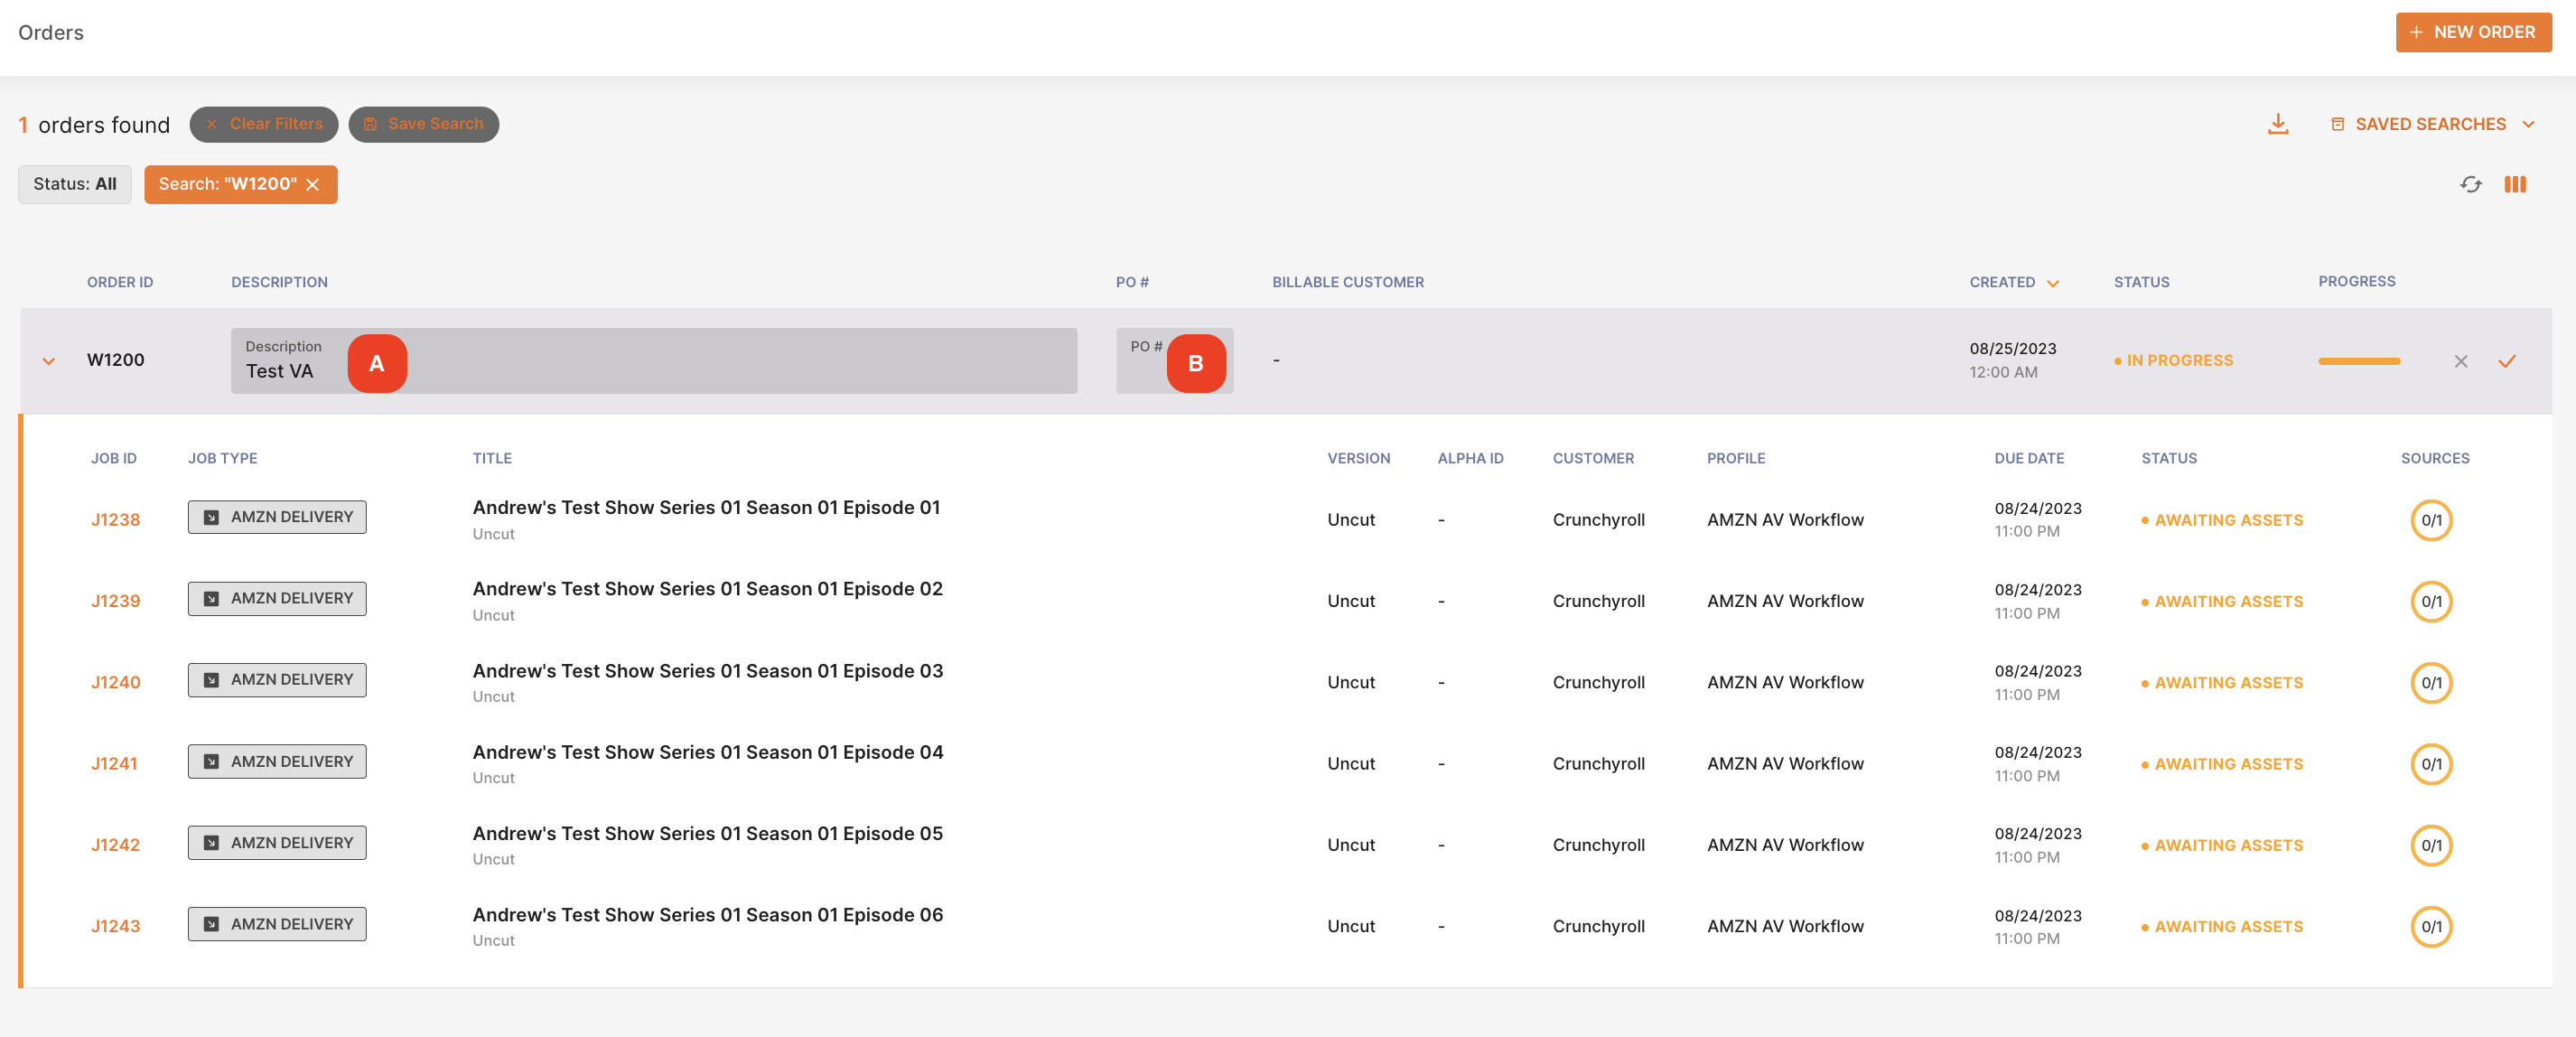 Orders
+ NEW ORDER
1 orders found
Clear Filters
Save Search
SAVED SEARCHES
Status: All
Search: "W1200"
ORDER ID DESCRIPTION PO # BILLABLE CUSTOMER CREATED STATUS PROGRESS
W1200
Description
Test VA
A
PO #
B
-
08/25/2023
12:00 AM
IN PROGRESS
JOB ID JOB TYPE TITLE VERSION ALPHA ID CUSTOMER PROFILE DUE DATE STATUS SOURCES
J1238 AMZN DELIVERY Andrew's Test Show Series 01 Season 01 Episode 01 Uncut - Crunchyroll AMZN AV Workflow 08/24/2023 AWAITING ASSETS 0/1
Uncut 11:00 PM
J1239 AMZN DELIVERY Andrew's Test Show Series 01 Season 01 Episode 02 Uncut - Crunchyroll AMZN AV Workflow 08/24/2023 AWAITING ASSETS 0/1
Uncut 11:00 PM
J1240 AMZN DELIVERY Andrew's Test Show Series 01 Season 01 Episode 03 Uncut - Crunchyroll AMZN AV Workflow 08/24/2023 AWAITING ASSETS 0/1
Uncut 11:00 PM
J1241 AMZN DELIVERY Andrew's Test Show Series 01 Season 01 Episode 04 Uncut - Crunchyroll AMZN AV Workflow 08/24/2023 AWAITING ASSETS 0/1
Uncut 11:00 PM
J1242 AMZN DELIVERY Andrew's Test Show Series 01 Season 01 Episode 05 Uncut - Crunchyroll AMZN AV Workflow 08/24/2023 AWAITING ASSETS 0/1
Uncut 11:00 PM
J1243 AMZN DELIVERY Andrew's Test Show Series 01 Season 01 Episode 06 Uncut - Crunchyroll AMZN AV Workflow 08/24/2023 AWAITING ASSETS 0/1
Uncut 11:00 PM